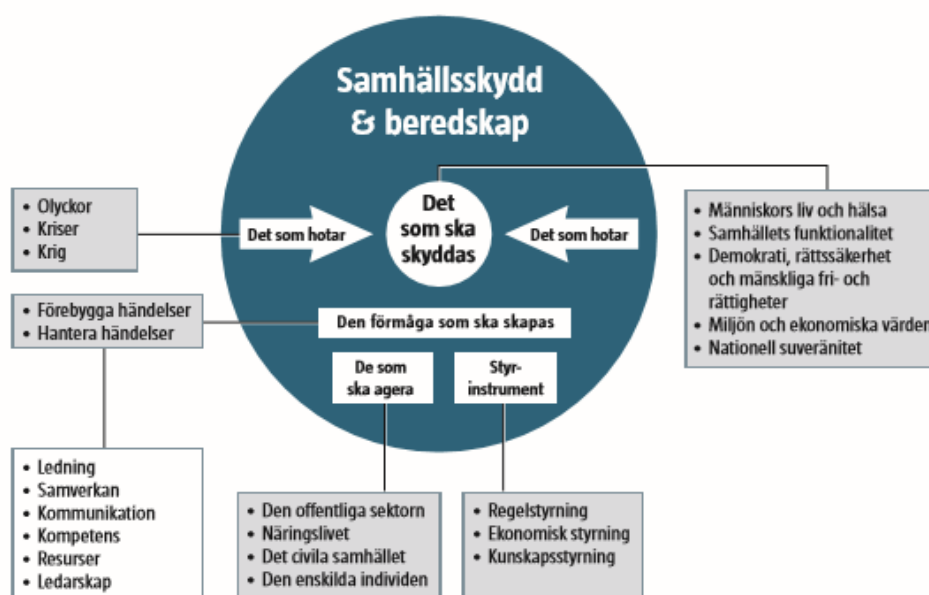 Samhällsskydd
& beredskap
Det
som ska
skyddas
Det som hotar
Det som hotar
• Olyckor
• Kriser
• Krig
• Människors liv och hälsa
• Samhällets funktionalitet
• Demokrati, rättssäkerhet
och mänskliga fri- och
rättigheter
• Miljön och ekonomiska värden
• Nationell suveränitet
• Förebygga händelser
• Hantera händelser
Den förmåga som ska skapas
De som
ska agera
Styr-
instrument
• Ledning
• Samverkan
• Kommunikation
• Kompetens
• Resurser
• Ledarskap
• Den offentliga sektorn
• Näringslivet
• Det civila samhället
• Den enskilda individen
• Regelstyrning
• Ekonomisk styrning
• Kunskapsstyrning